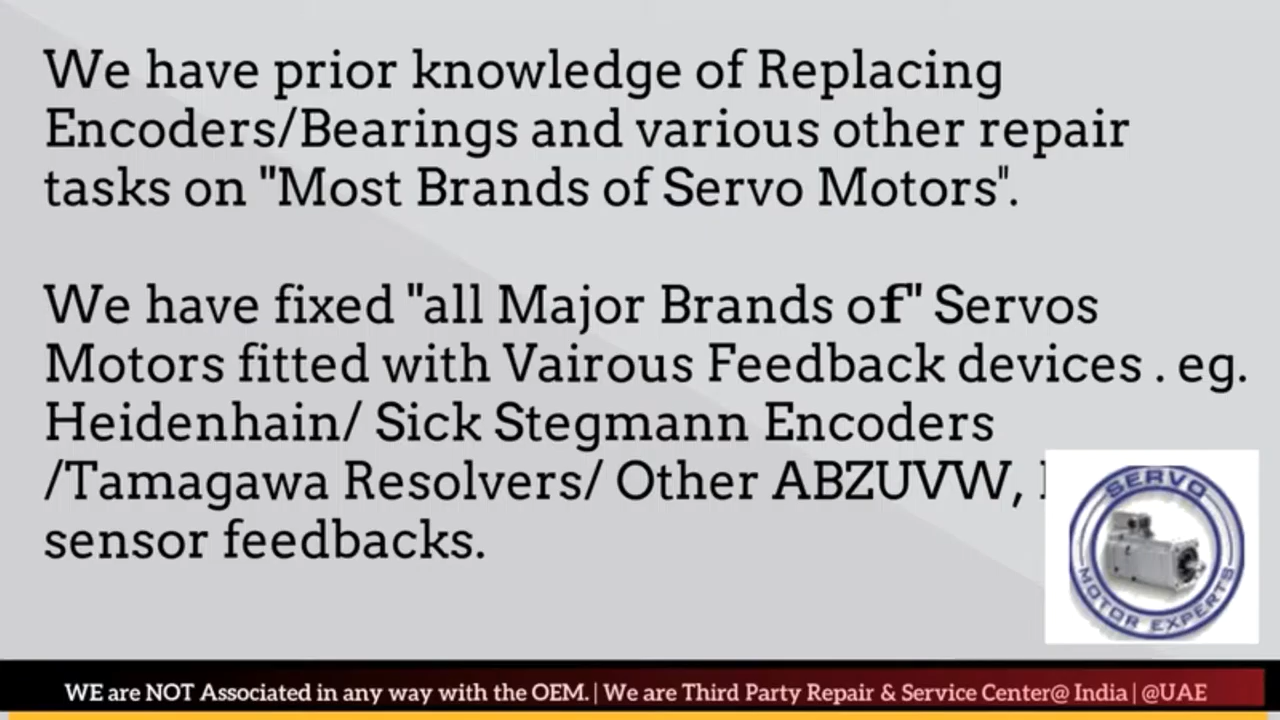 We have prior knowledge of Replacing
Encoders/Bearings and various other repair
tasks on "Most Brands of Servo Motors".
We have fixed "all Major Brands of" Servos
Motors fitted with Vairous Feedback devices . eg.
Heidenhain/ Sick Stegmann Encoders
/Tamagawa Resolvers/ Other ABZUVW,
sensor feedbacks.
SERVO
MOTOR EXPERTS
WE are NOT Associated in any way with the OEM. | We are Third Party Repair & Service Center@ India | @UAE